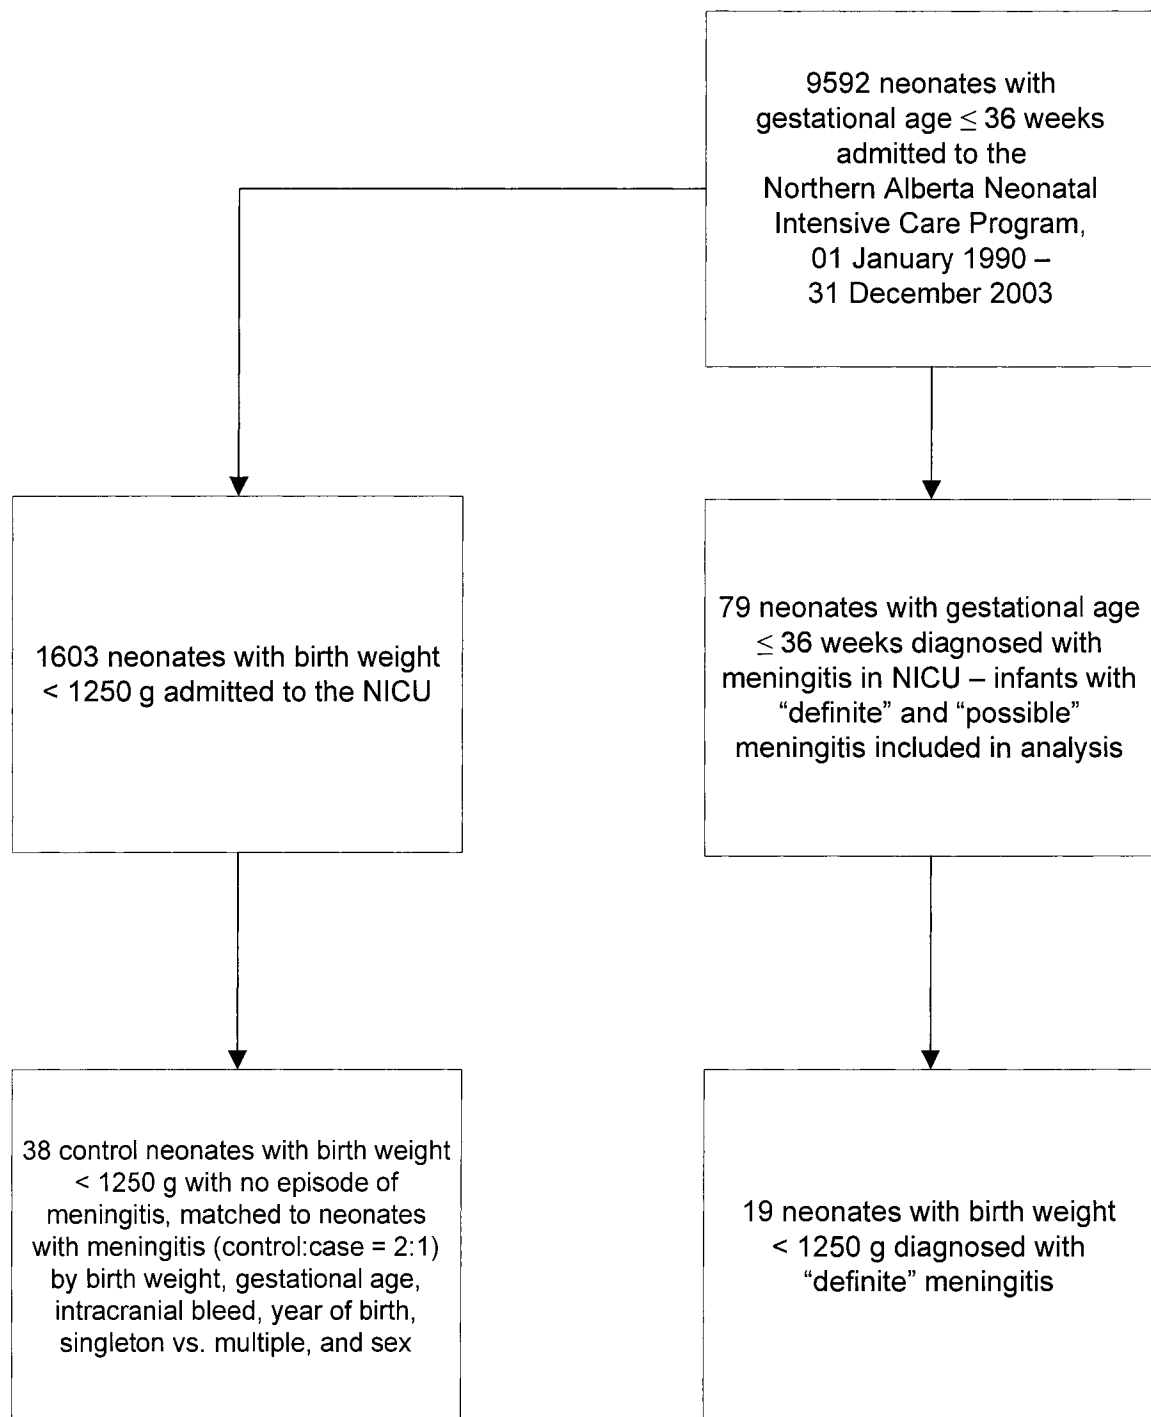 9592 neonates with
gestational age ≤ 36 weeks
admitted to the
Northern Alberta Neonatal
Intensive Care Program,
01 January 1990 –
31 December 2003
1603 neonates with birth weight
< 1250 g admitted to the NICU
79 neonates with gestational age
≤ 36 weeks diagnosed with
meningitis in NICU – infants with
“definite” and “possible”
meningitis included in analysis
38 control neonates with birth weight
< 1250 g with no episode of
meningitis, matched to neonates
with meningitis (control:case = 2:1)
by birth weight, gestational age,
intracranial bleed, year of birth,
singleton vs. multiple, and sex
19 neonates with birth weight
< 1250 g diagnosed with
“definite” meningitis